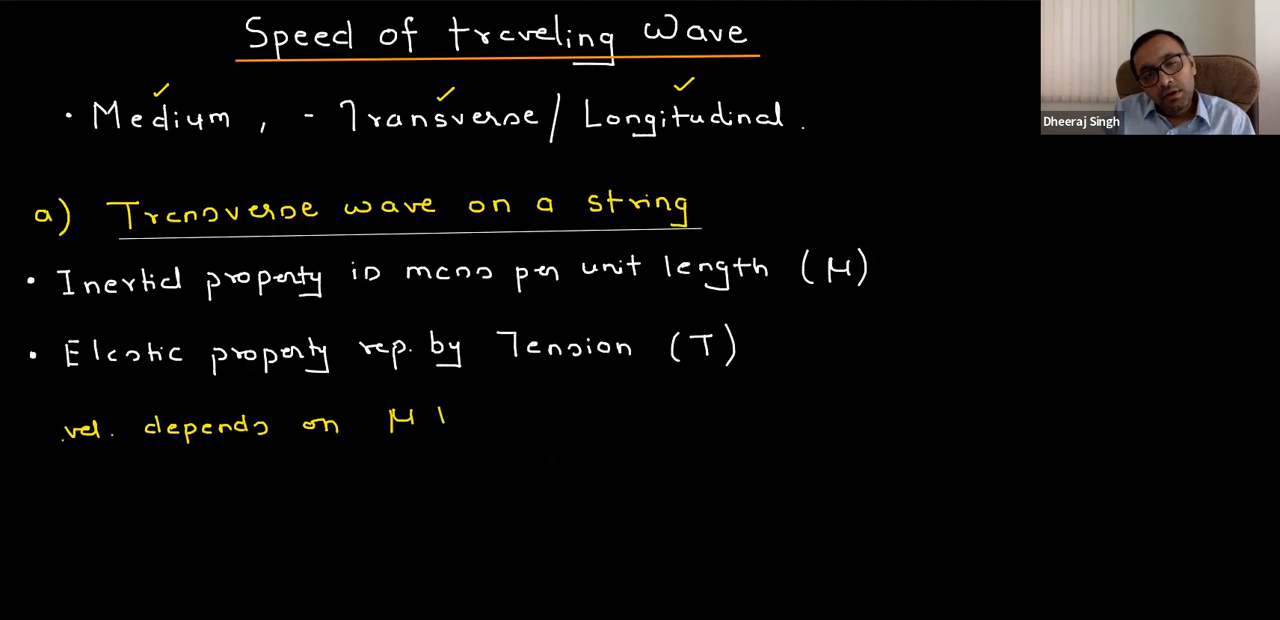 Speed of traveling Wave
Dheeraj Singh
· Medium, - Transverse / Longitudinal.
a) Transverse wave on a string
· Inertial property is mass per unit length (μ)
· Elastic property rep. by Tension (T)
vel. depends on μ